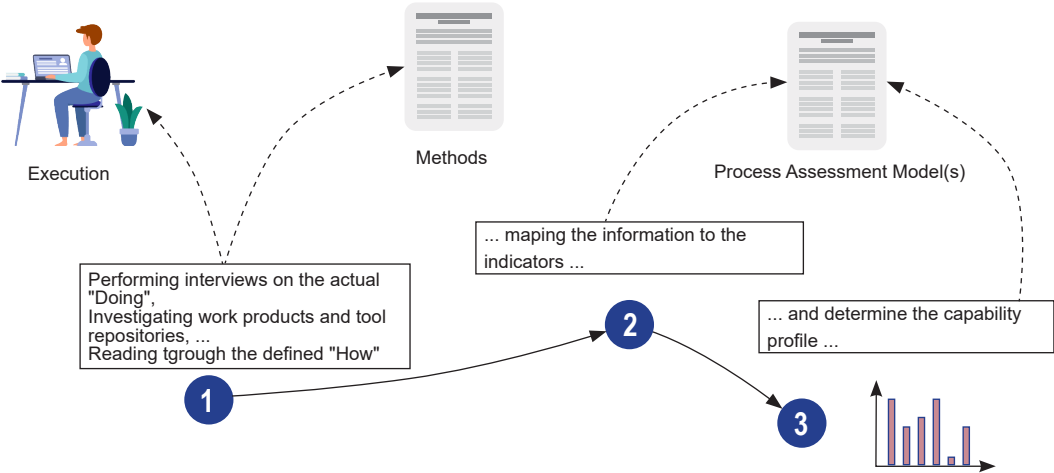 Execution
Methods
Process Assessment Model(s)
Performing interviews on the actual
"Doing",
Investigating work products and tool
repositories, ...
Reading tgrough the defined "How"
... maping the information to the
indicators ...
... and determine the capability
profile ...
1
2
3